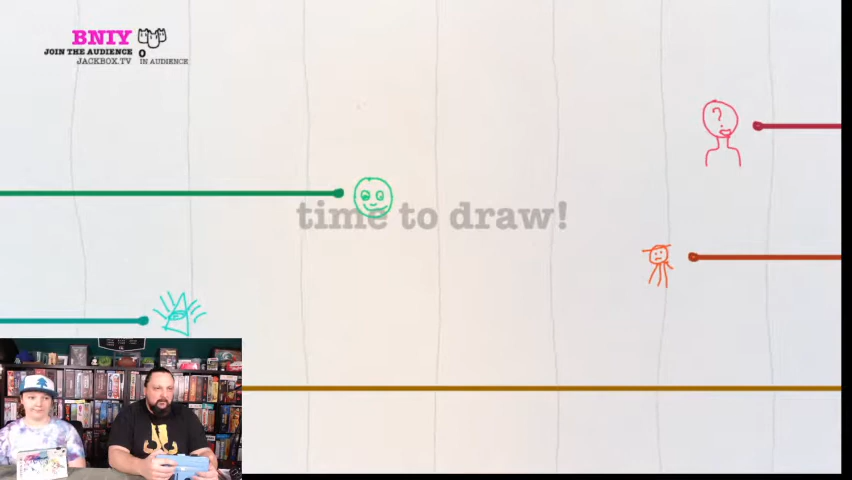 BNIY
JOIN THE AUDIENCE
JACKBOX.TV
0
IN AUDIENCE
?
time to draw!